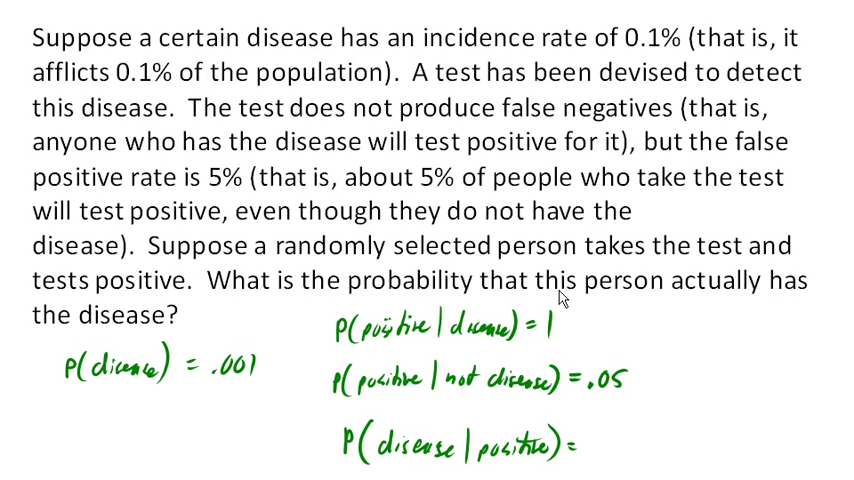 Suppose a certain disease has an incidence rate of 0.1% (that is, it
afflicts 0.1% of the population).  A test has been devised to detect
this disease.  The test does not produce false negatives (that is,
anyone who has the disease will test positive for it), but the false
positive rate is 5% (that is, about 5% of people who take the test
will test positive, even though they do not have the
disease).  Suppose a randomly selected person takes the test and
tests positive.  What is the probability that this person actually has
the disease?
P(positive | disease) = 1
P(disease) = .001
P(positive | not disease) = .05
P(disease | positive) =